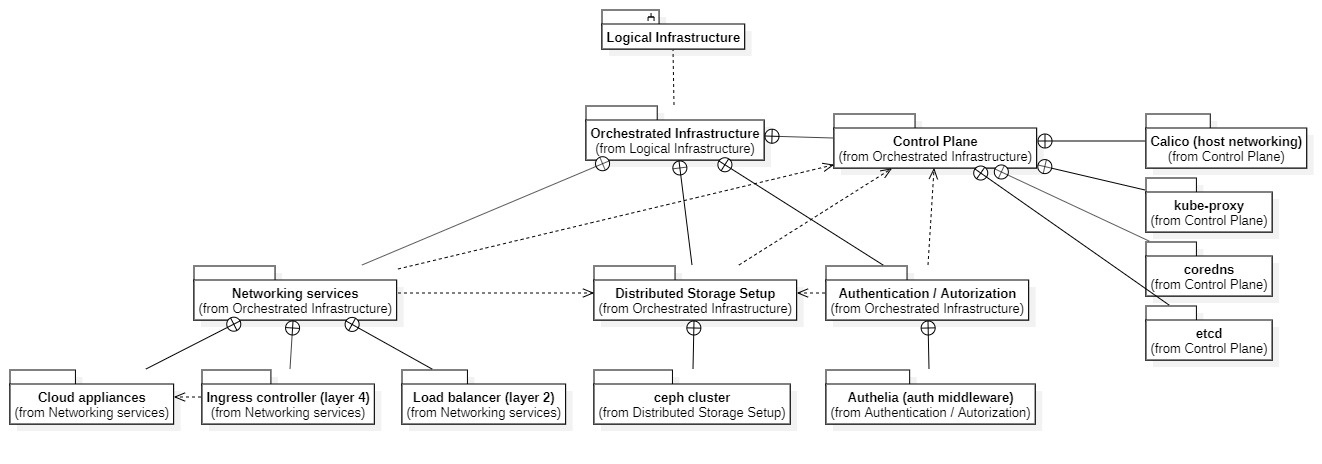 Logical Infrastructure
Orchestrated Infrastructure
(from Logical Infrastructure)
Control Plane
(from Orchestrated Infrastructure)
Calico (host networking)
(from Control Plane)
kube-proxy
(from Control Plane)
coredns
(from Control Plane)
etcd
(from Control Plane)
Networking services
(from Orchestrated Infrastructure)
Distributed Storage Setup
(from Orchestrated Infrastructure)
Authentication / Autorization
(from Orchestrated Infrastructure)
Cloud appliances
(from Networking services)
Ingress controller (layer 4)
(from Networking services)
Load balancer (layer 2)
(from Networking services)
ceph cluster
(from Distributed Storage Setup)
Authelia (auth middleware)
(from Authentication / Autorization)